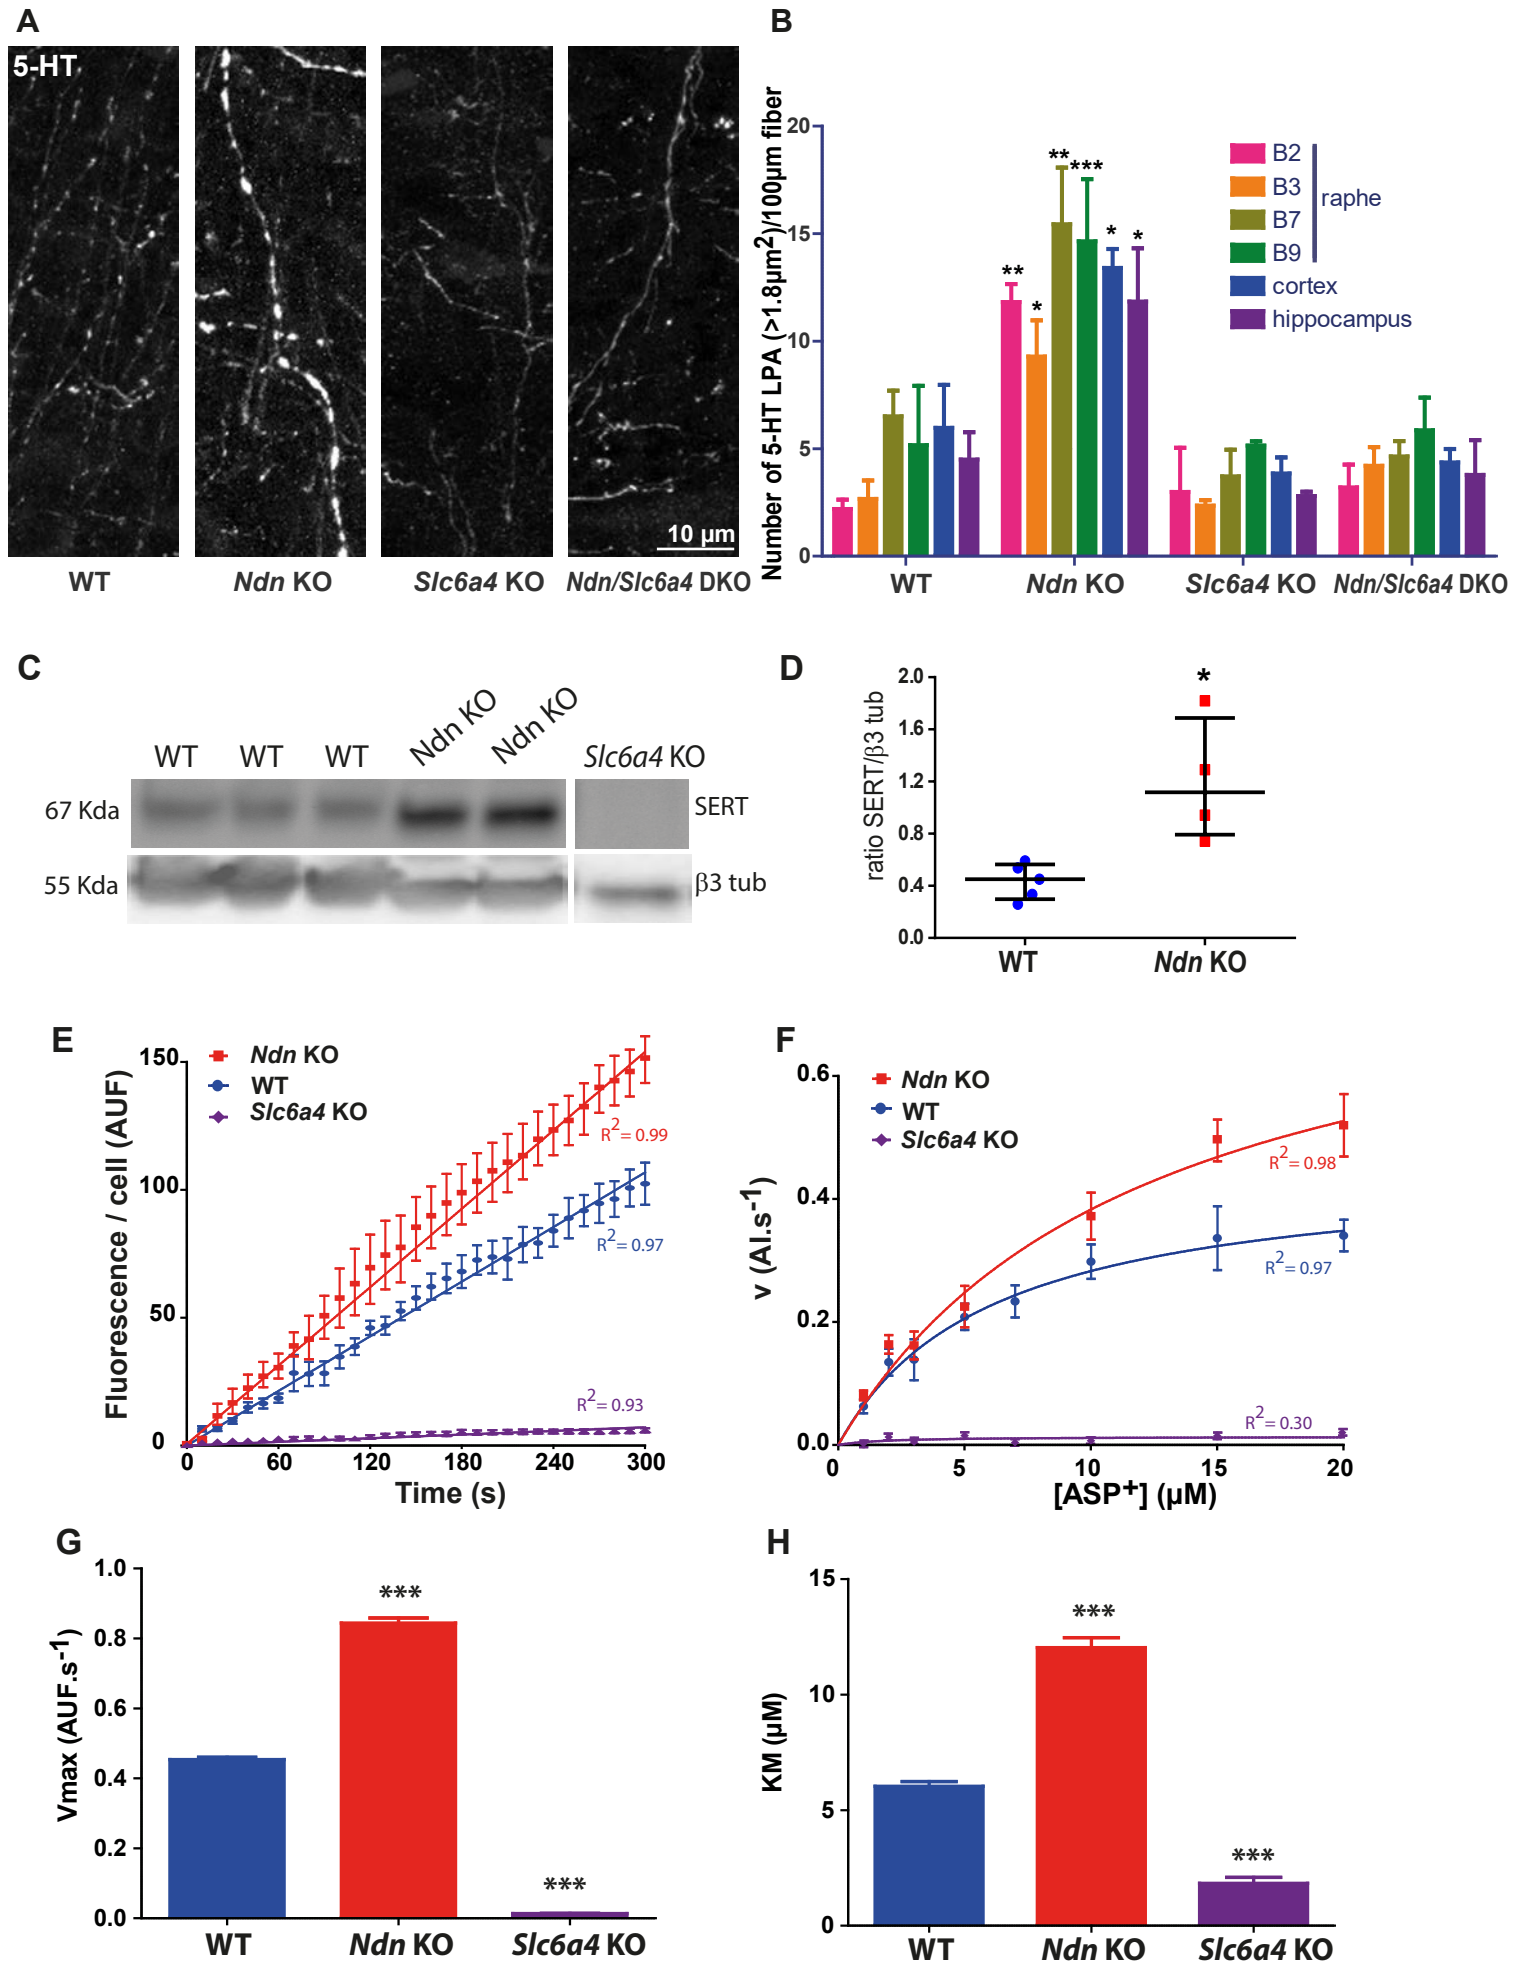 A
5-HT
10 µm
WT
Ndn KO
Slc6a4 KO
Ndn/Slc6a4 DKO
B
Number of 5-HT LPA (>1.8µm2)/100µm fiber
20
15
10
5
0
** * ** *** * *
B2
B3
B7
B9
raphe
cortex
hippocampus
WT
Ndn KO
Slc6a4 KO
Ndn/Slc6a4 DKO
C
WT
WT
WT
Ndn KO
Ndn KO
Slc6a4 KO
67 Kda
SERT
55 Kda
β3 tub
D
ratio SERT/β3 tub
2.0
1.6
1.2
0.8
0.4
0.0
*
WT
Ndn KO
E
Fluorescence / cell (AUF)
150
100
50
0
Ndn KO
WT
Slc6a4 KO
R2= 0.99
R2= 0.97
R2= 0.93
0 60 120 180 240 300
Time (s)
F
v (AI.s-1)
0.6
0.4
0.2
0.0
Ndn KO
WT
Slc6a4 KO
R2= 0.98
R2= 0.97
R2= 0.30
0 5 10 15 20
[ASP+] (µM)
G
Vmax (AUF.s-1)
1.0
0.8
0.6
0.4
0.2
0.0
***
***
WT
Ndn KO
Slc6a4 KO
H
KM (µM)
15
10
5
0
***
***
WT
Ndn KO
Slc6a4 KO